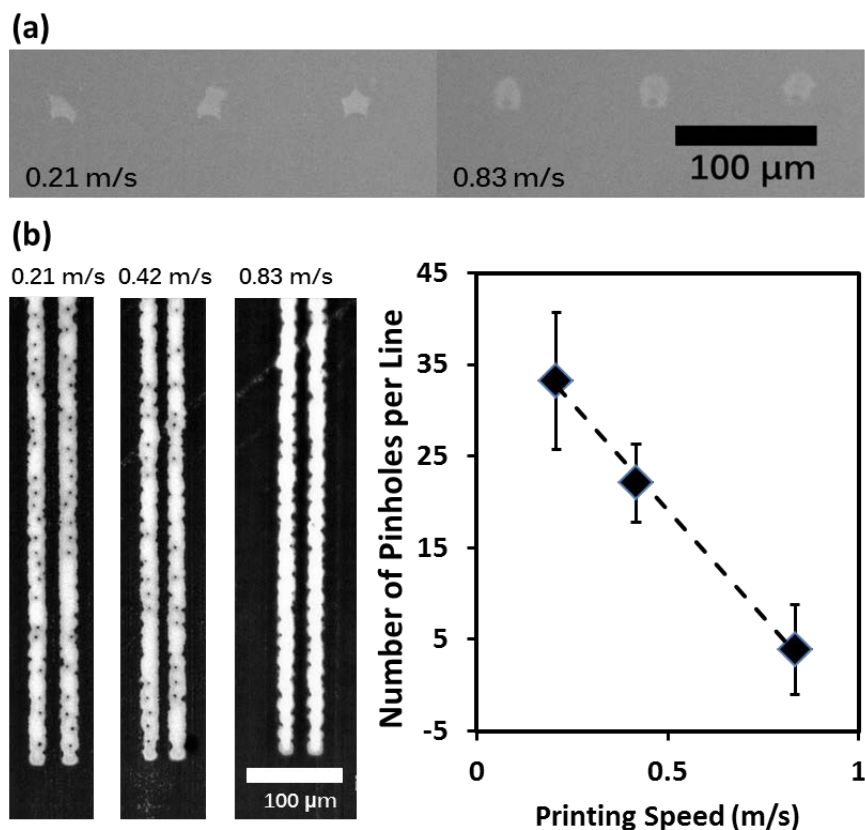 (a)
0.21 m/s
0.83 m/s
100 μm
(b)
0.21 m/s 0.42 m/s 0.83 m/s
100 μm
45
35
25
15
5
-5
0 0.5 1
Number of Pinholes per Line
Printing Speed (m/s)